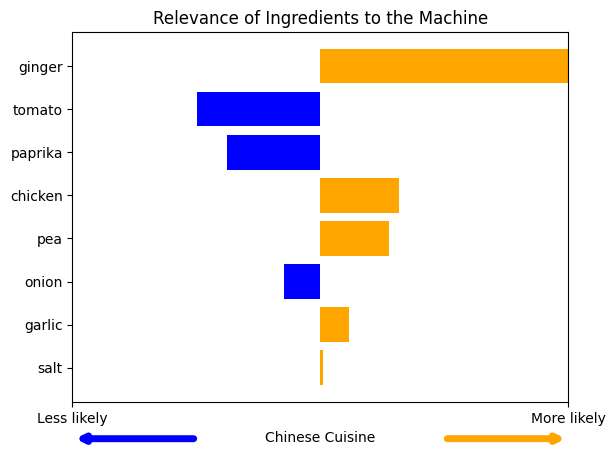 Relevance of Ingredients to the Machine
ginger
tomato
paprika
chicken
pea
onion
garlic
salt
Less likely
More likely
Chinese Cuisine